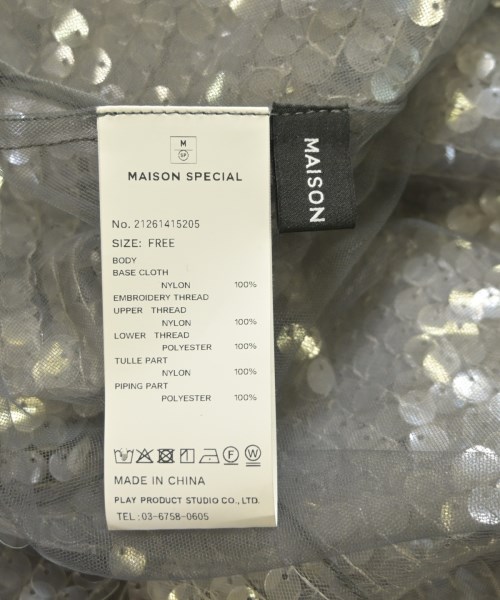 M
SP
MAISON SPECIAL
MAISON
No. 21261415205
SIZE: FREE
BODY
BASE CLOTH
NYLON 100%
EMBROIDERY THREAD
UPPER THREAD
NYLON 100%
LOWER THREAD
POLYESTER 100%
TULLE PART
NYLON 100%
PIPING PART
POLYESTER 100%
F W
MADE IN CHINA
PLAY PRODUCT STUDIO CO., LTD.
TEL : 03-6758-0605